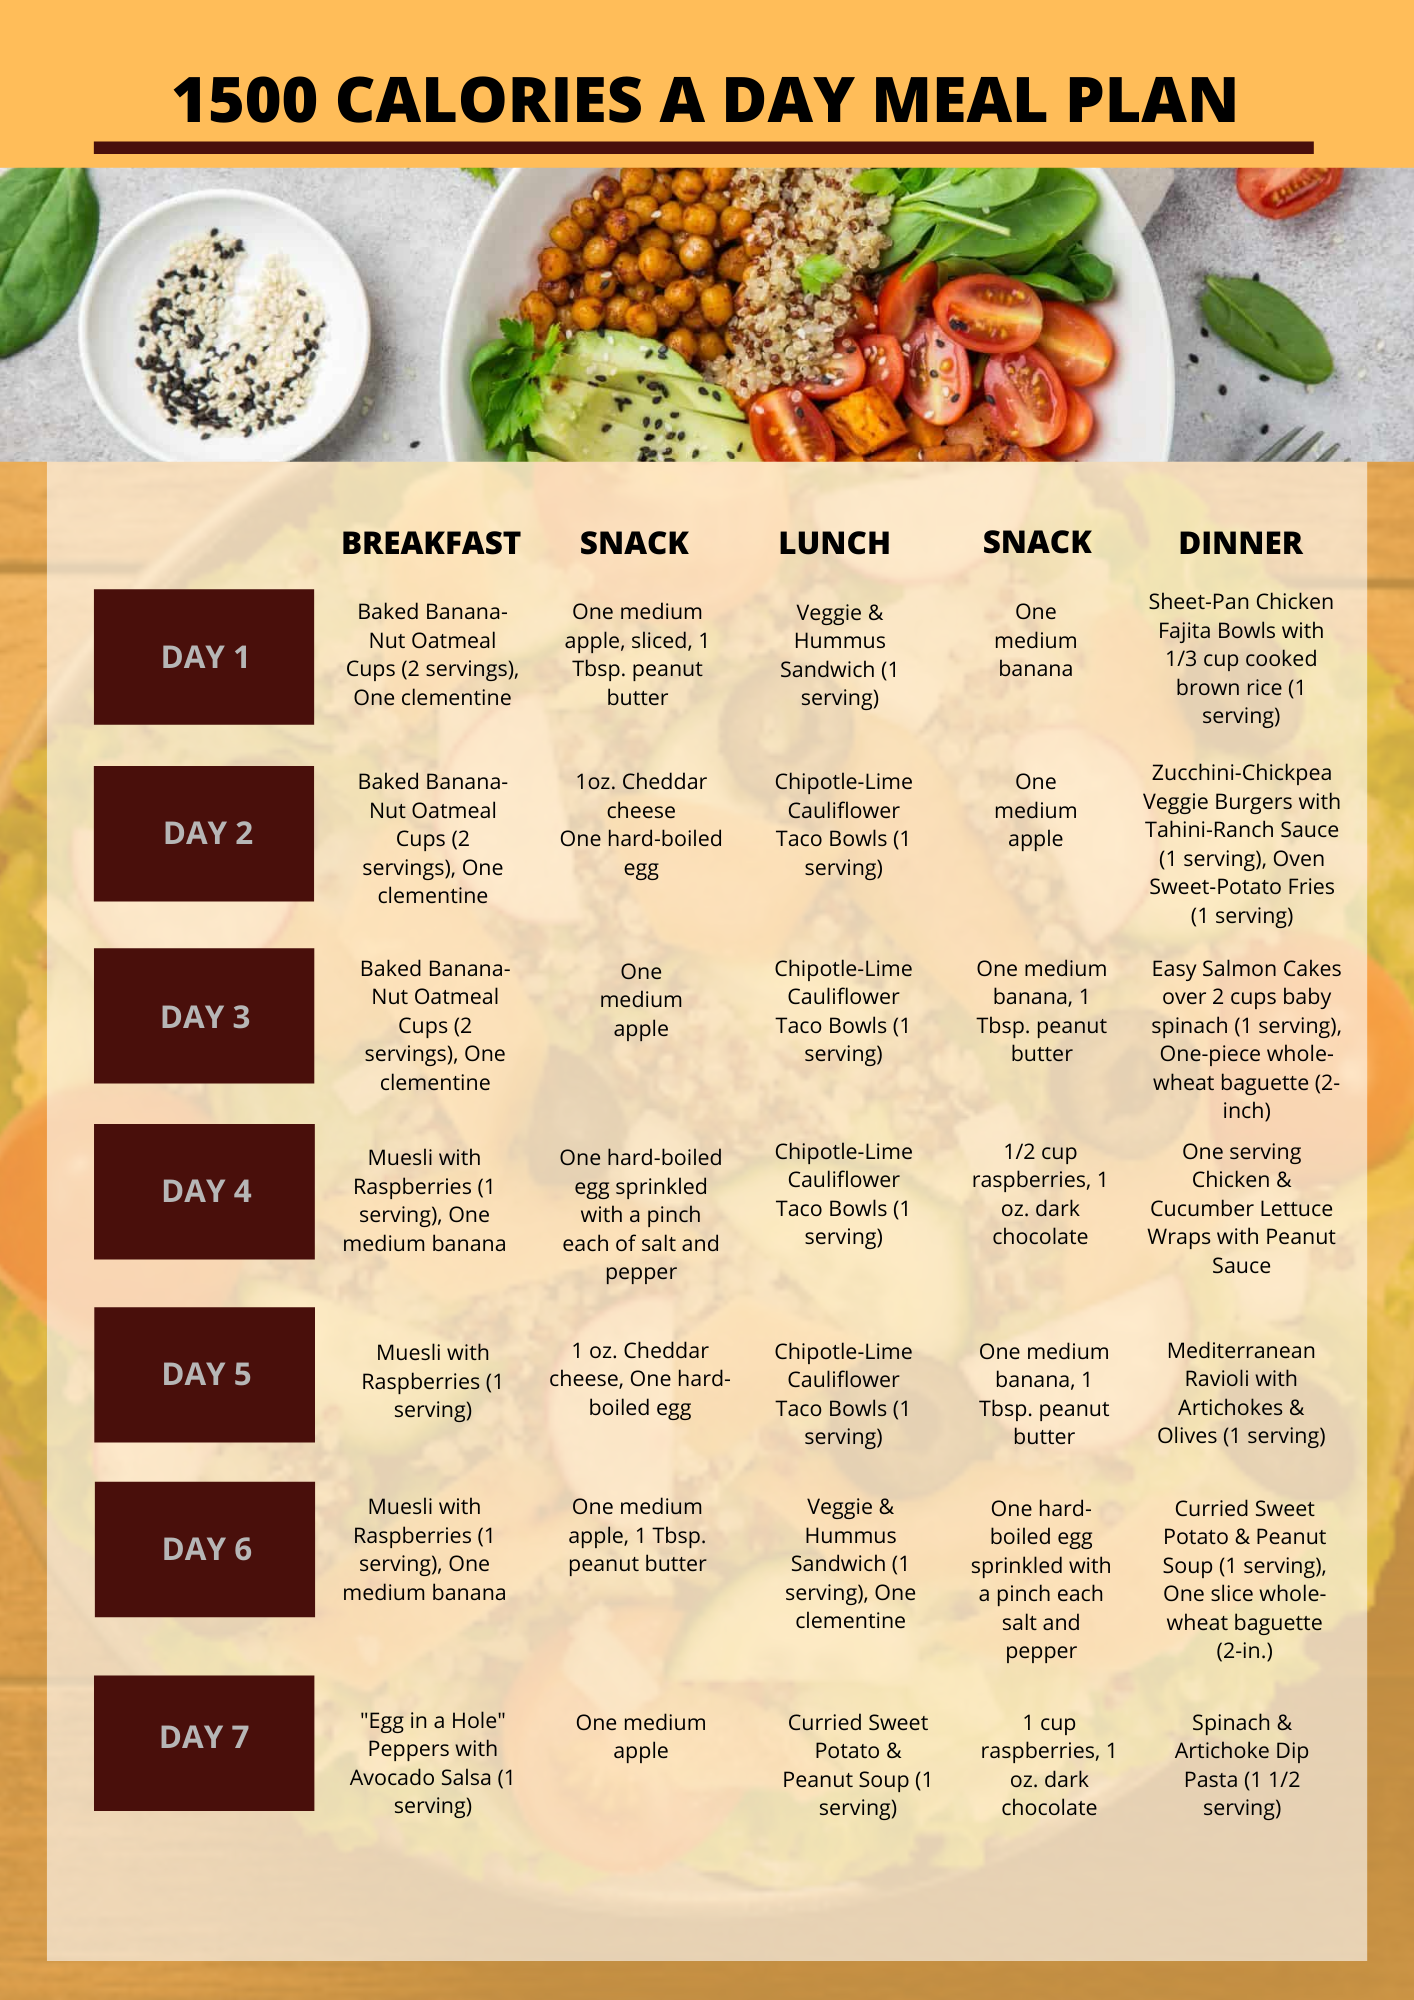 1500 CALORIES A DAY MEAL PLAN
BREAKFAST
SNACK
LUNCH
SNACK
DINNER
DAY 1
Baked Banana-
Nut Oatmeal
Cups (2 servings),
One clementine
One medium
apple, sliced, 1
Tbsp. peanut
butter
Veggie &
Hummus
Sandwich (1
serving)
One
medium
banana
Sheet-Pan Chicken
Fajita Bowls with
1/3 cup cooked
brown rice (1
serving)
DAY 2
Baked Banana-
Nut Oatmeal
Cups (2
servings), One
clementine
1oz. Cheddar
cheese
One hard-boiled
egg
Chipotle-Lime
Cauliflower
Taco Bowls (1
serving)
One
medium
apple
Zucchini-Chickpea
Veggie Burgers with
Tahini-Ranch Sauce
(1 serving), Oven
Sweet-Potato Fries
(1 serving)
DAY 3
Baked Banana-
Nut Oatmeal
Cups (2
servings), One
clementine
One
medium
apple
Chipotle-Lime
Cauliflower
Taco Bowls (1
serving)
One medium
banana, 1
Tbsp. peanut
butter
Easy Salmon Cakes
over 2 cups baby
spinach (1 serving),
One-piece whole-
wheat baguette (2-
inch)
DAY 4
Muesli with
Raspberries (1
serving), One
medium banana
One hard-boiled
egg sprinkled
with a pinch
each of salt and
pepper
Chipotle-Lime
Cauliflower
Taco Bowls (1
serving)
1/2 cup
raspberries, 1
oz. dark
chocolate
One serving
Chicken &
Cucumber Lettuce
Wraps with Peanut
Sauce
DAY 5
Muesli with
Raspberries (1
serving)
1 oz. Cheddar
cheese, One hard-
boiled egg
Chipotle-Lime
Cauliflower
Taco Bowls (1
serving)
One medium
banana, 1
Tbsp. peanut
butter
Mediterranean
Ravioli with
Artichokes &
Olives (1 serving)
DAY 6
Muesli with
Raspberries (1
serving), One
medium banana
One medium
apple, 1 Tbsp.
peanut butter
Veggie &
Hummus
Sandwich (1
serving), One
clementine
One hard-
boiled egg
sprinkled with
a pinch each
salt and
pepper
Curried Sweet
Potato & Peanut
Soup (1 serving),
One slice whole-
wheat baguette
(2-in.)
DAY 7
"Egg in a Hole"
Peppers with
Avocado Salsa (1
serving)
One medium
apple
Curried Sweet
Potato &
Peanut Soup (1
serving)
1 cup
raspberries, 1
oz. dark
chocolate
Spinach &
Artichoke Dip
Pasta (1 1/2
serving)